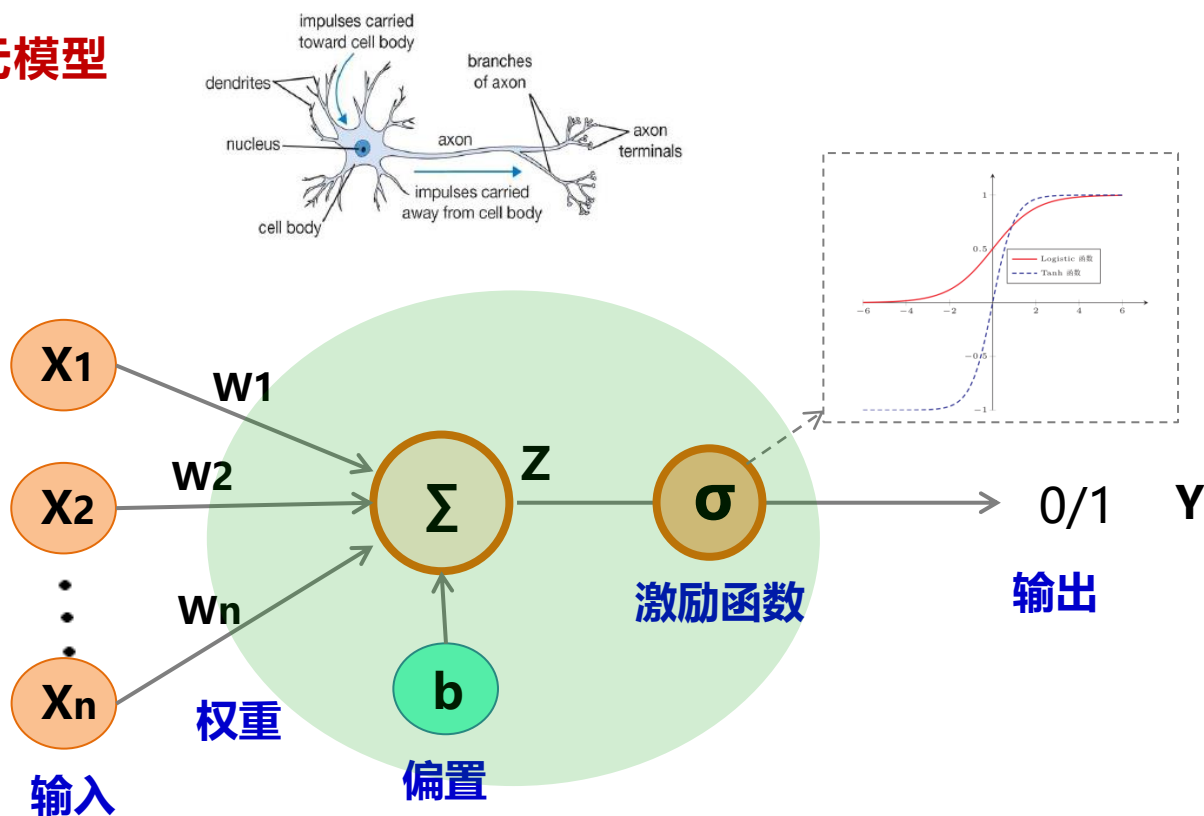 元模型
impulses carried
toward cell body
branches
of axon
dendrites
axon
terminals
nucleus
axon
impulses carried
away from cell body
cell body
1
0.5
Logistic 函数
Tanh 函数
−6 −4 −2 2 4 6
−0.5
−1
X1
W1
X2
W2
Σ
Z
σ
0/1 Y
激励函数
输出
Wn
Xn
b
权重
偏置
输入